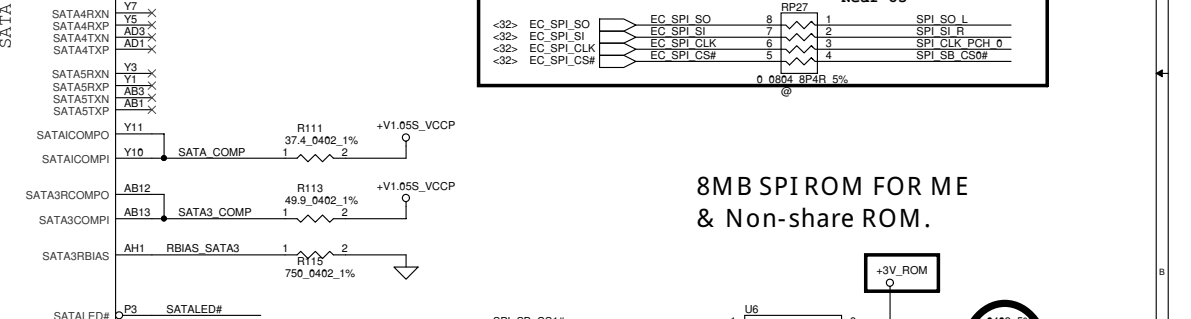 SATA
SATA4RXN Y7
SATA4RXP Y5
SATA4TXN AD3
SATA4TXP AD1
SATA5RXN Y3
SATA5RXP Y1
SATA5TXN AB3
SATA5TXP AB1
SATAICOMPO Y11
SATAICOMPI Y10 SATA_COMP 1 2
R111
37.4_0402_1%
+V1.05S_VCCP
SATA3RCOMPO AB12
SATA3COMPI AB13 SATA3_COMP 1 2
R113
49.9_0402_1%
+V1.05S_VCCP
SATA3RBIAS AH1 RBIAS_SATA3 1 2
R115
750_0402_1%
SATALED# P3 SATALED#
RP27
<32> EC_SPI_SO EC_SPI_SO 8 1 SPI_SO_L
<32> EC_SPI_SI EC_SPI_SI 7 2 SPI_SI_R
<32> EC_SPI_CLK EC_SPI_CLK 6 3 SPI_CLK_PCH_0
<32> EC_SPI_CS# EC_SPI_CS# 5 4 SPI_SB_CS0#
0_0804_8P4R_5%
@
8MB SPI ROM FOR ME
& Non-share ROM.
+3V_ROM
U6
B